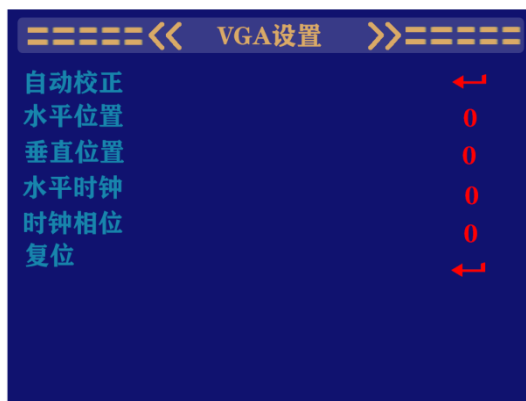 =====<< VGA设置 >>=====
自动校正 ↵
水平位置 0
垂直位置 0
水平时钟 0
时钟相位 0
复位 ↵